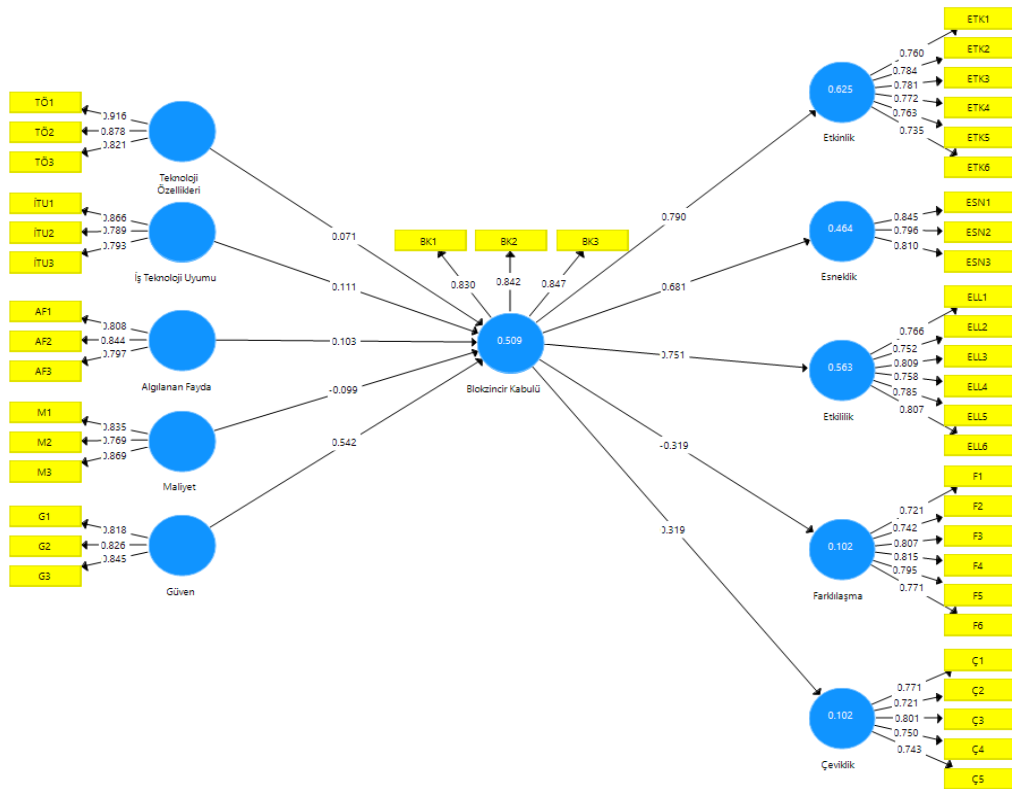 TÖ1
TÖ2
TÖ3
0.916
0.878
0.821
Teknoloji
Özellikleri
0.071
İTU1
İTU2
İTU3
0.866
0.789
0.793
İş Teknoloji Uyumu
0.111
AF1
AF2
AF3
0.808
0.844
0.797
Algılanan Fayda
0.103
M1
M2
M3
0.835
0.769
0.869
Maliyet
-0.099
G1
G2
G3
0.818
0.826
0.845
Güven
0.542
BK1
BK2
BK3
0.830
0.842
0.847
0.509
Blokzincir Kabulü
0.790
0.681
0.751
-0.319
0.319
0.625
Etkinlik
0.760
0.784
0.781
0.772
0.763
0.735
ETK1
ETK2
ETK3
ETK4
ETK5
ETK6
0.464
Esneklik
0.845
0.796
0.810
ESN1
ESN2
ESN3
0.563
Etkililik
0.766
0.752
0.809
0.758
0.785
0.807
ELL1
ELL2
ELL3
ELL4
ELL5
ELL6
0.102
Farklılaşma
0.721
0.742
0.807
0.815
0.795
0.771
F1
F2
F3
F4
F5
F6
0.102
Çeviklik
0.771
0.721
0.801
0.750
0.743
Ç1
Ç2
Ç3
Ç4
Ç5